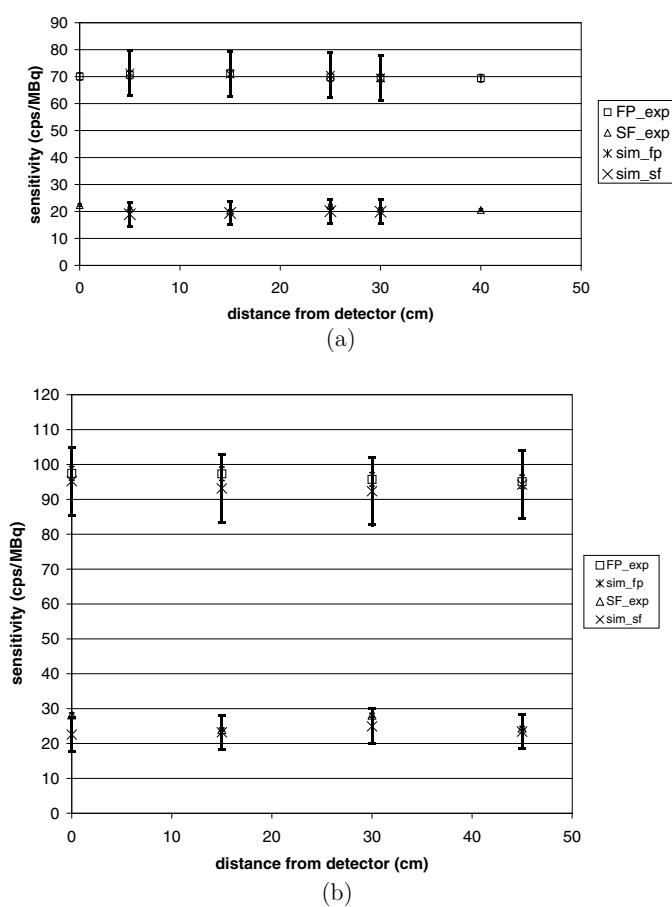 90
80
70
60
50
40
30
20
10
0
sensitivity (cps/MBq)
0 10 20 30 40 50
distance from detector (cm)
FP_exp
SF_exp
sim_fp
sim_sf
(a)
120
110
100
90
80
70
60
50
40
30
20
10
0
sensitivity (cps/MBq)
0 10 20 30 40 50
distance from detector (cm)
FP_exp
sim_fp
SF_exp
sim_sf
(b)